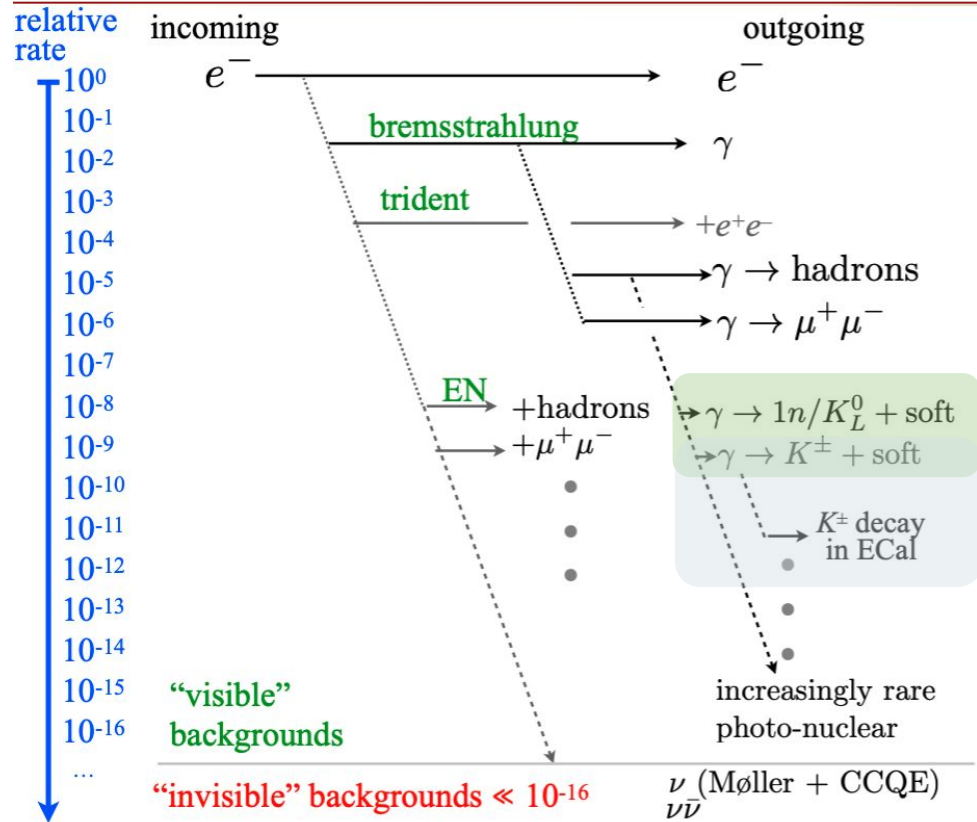 relative
rate
incoming
outgoing
10⁰
e⁻
e⁻
10⁻¹
bremsstrahlung
γ
10⁻²
10⁻³
trident
+e⁺e⁻
10⁻⁴
10⁻⁵
γ → hadrons
10⁻⁶
γ → μ⁺μ⁻
10⁻⁷
EN
10⁻⁸
+hadrons
γ → 1n/K⁰_L + soft
10⁻⁹
+μ⁺μ⁻
γ → K^± + soft
10⁻¹⁰
10⁻¹¹
K^± decay
in ECal
10⁻¹²
10⁻¹³
10⁻¹⁴
10⁻¹⁵
10⁻¹⁶
...
increasingly rare
photo-nuclear
“visible”
backgrounds
“invisible” backgrounds ≪ 10⁻¹⁶
ν (Møller + CCQE)
νν̄